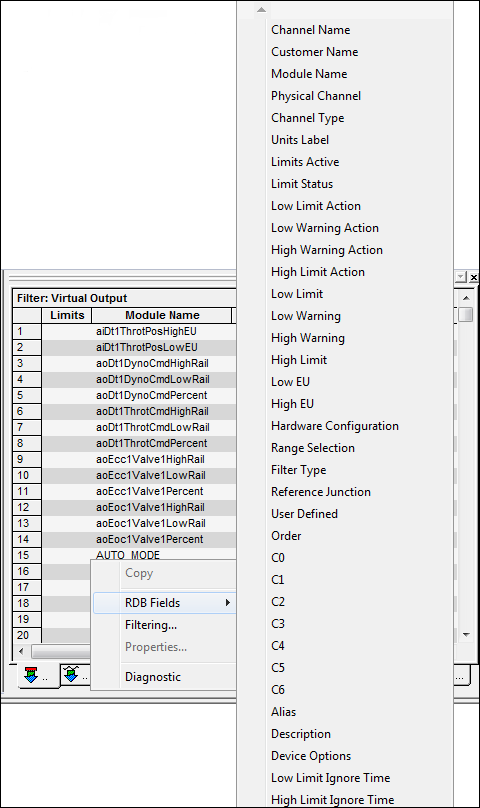 Channel Name
Customer Name
Module Name
Physical Channel
Channel Type
Units Label
Limits Active
Limit Status
Low Limit Action
Low Warning Action
High Warning Action
High Limit Action
Low Limit
Low Warning
High Warning
High Limit
Low EU
High EU
Hardware Configuration
Range Selection
Filter Type
Reference Junction
User Defined
Order
C0
C1
C2
C3
C4
C5
C6
Alias
Description
Device Options
Low Limit Ignore Time
High Limit Ignore Time
Filter: Virtual Output
Limits Module Name
1 aiDt1ThrotPosHighEU
2 aiDt1ThrotPosLowEU
3 aoDt1DynoCmdHighRail
4 aoDt1DynoCmdLowRail
5 aoDt1DynoCmdPercent
6 aoDt1ThrotCmdHighRail
7 aoDt1ThrotCmdLowRail
8 aoDt1ThrotCmdPercent
9 aoEcc1Valve1HighRail
10 aoEcc1Valve1LowRail
11 aoEcc1Valve1Percent
12 aoEoc1Valve1HighRail
13 aoEoc1Valve1LowRail
14 aoEoc1Valve1Percent
15 AUTO_MODE
16
17
18
19
20
Copy
RDB Fields
Filtering...
Properties...
Diagnostic
..
..
...